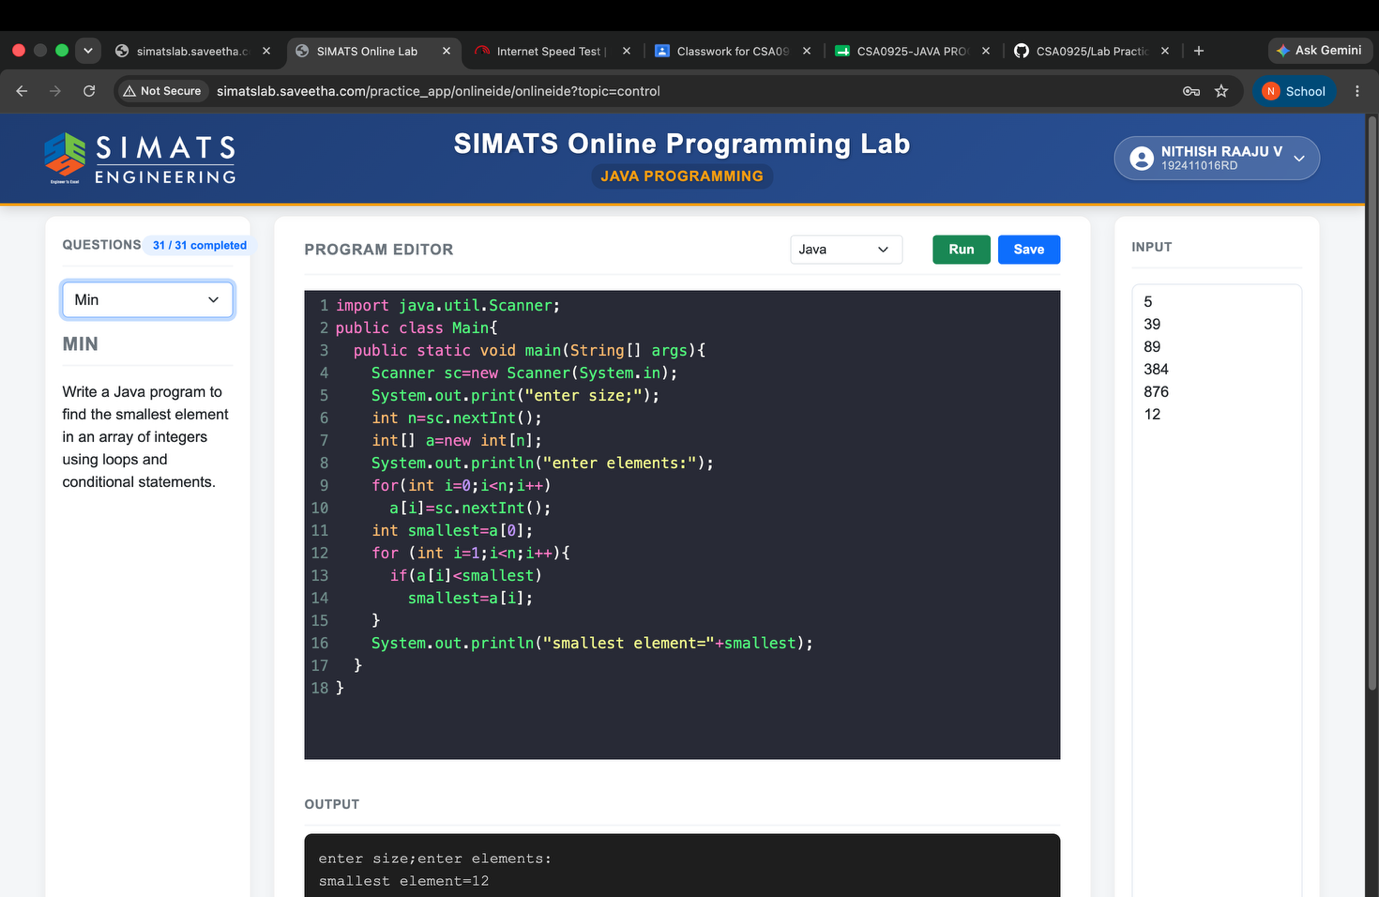 simatslab.saveetha.c
SIMATS Online Lab
Internet Speed Test |
Classwork for CSA09
CSA0925-JAVA PRO
CSA0925/Lab Practic
Ask Gemini
Not Secure
simatslab.saveetha.com/practice_app/onlineide/onlineide?topic=control
N School
SIMATS
ENGINEERING
Engineer to Excel
SIMATS Online Programming Lab
JAVA PROGRAMMING
NITHISH RAAJU V
192411016RD
QUESTIONS 31 / 31 completed
Min
MIN
Write a Java program to
find the smallest element
in an array of integers
using loops and
conditional statements.
PROGRAM EDITOR
Java
Run
Save
1 import java.util.Scanner;
2 public class Main{
3 public static void main(String[] args){
4 Scanner sc=new Scanner(System.in);
5 System.out.print("enter size;");
6 int n=sc.nextInt();
7 int[] a=new int[n];
8 System.out.println("enter elements:");
9 for(int i=0;i<n;i++)
10 a[i]=sc.nextInt();
11 int smallest=a[0];
12 for (int i=1;i<n;i++){
13 if(a[i]<smallest)
14 smallest=a[i];
15 }
16 System.out.println("smallest element="+smallest);
17 }
18 }
OUTPUT
enter size;enter elements:
smallest element=12
INPUT
5
39
89
384
876
12